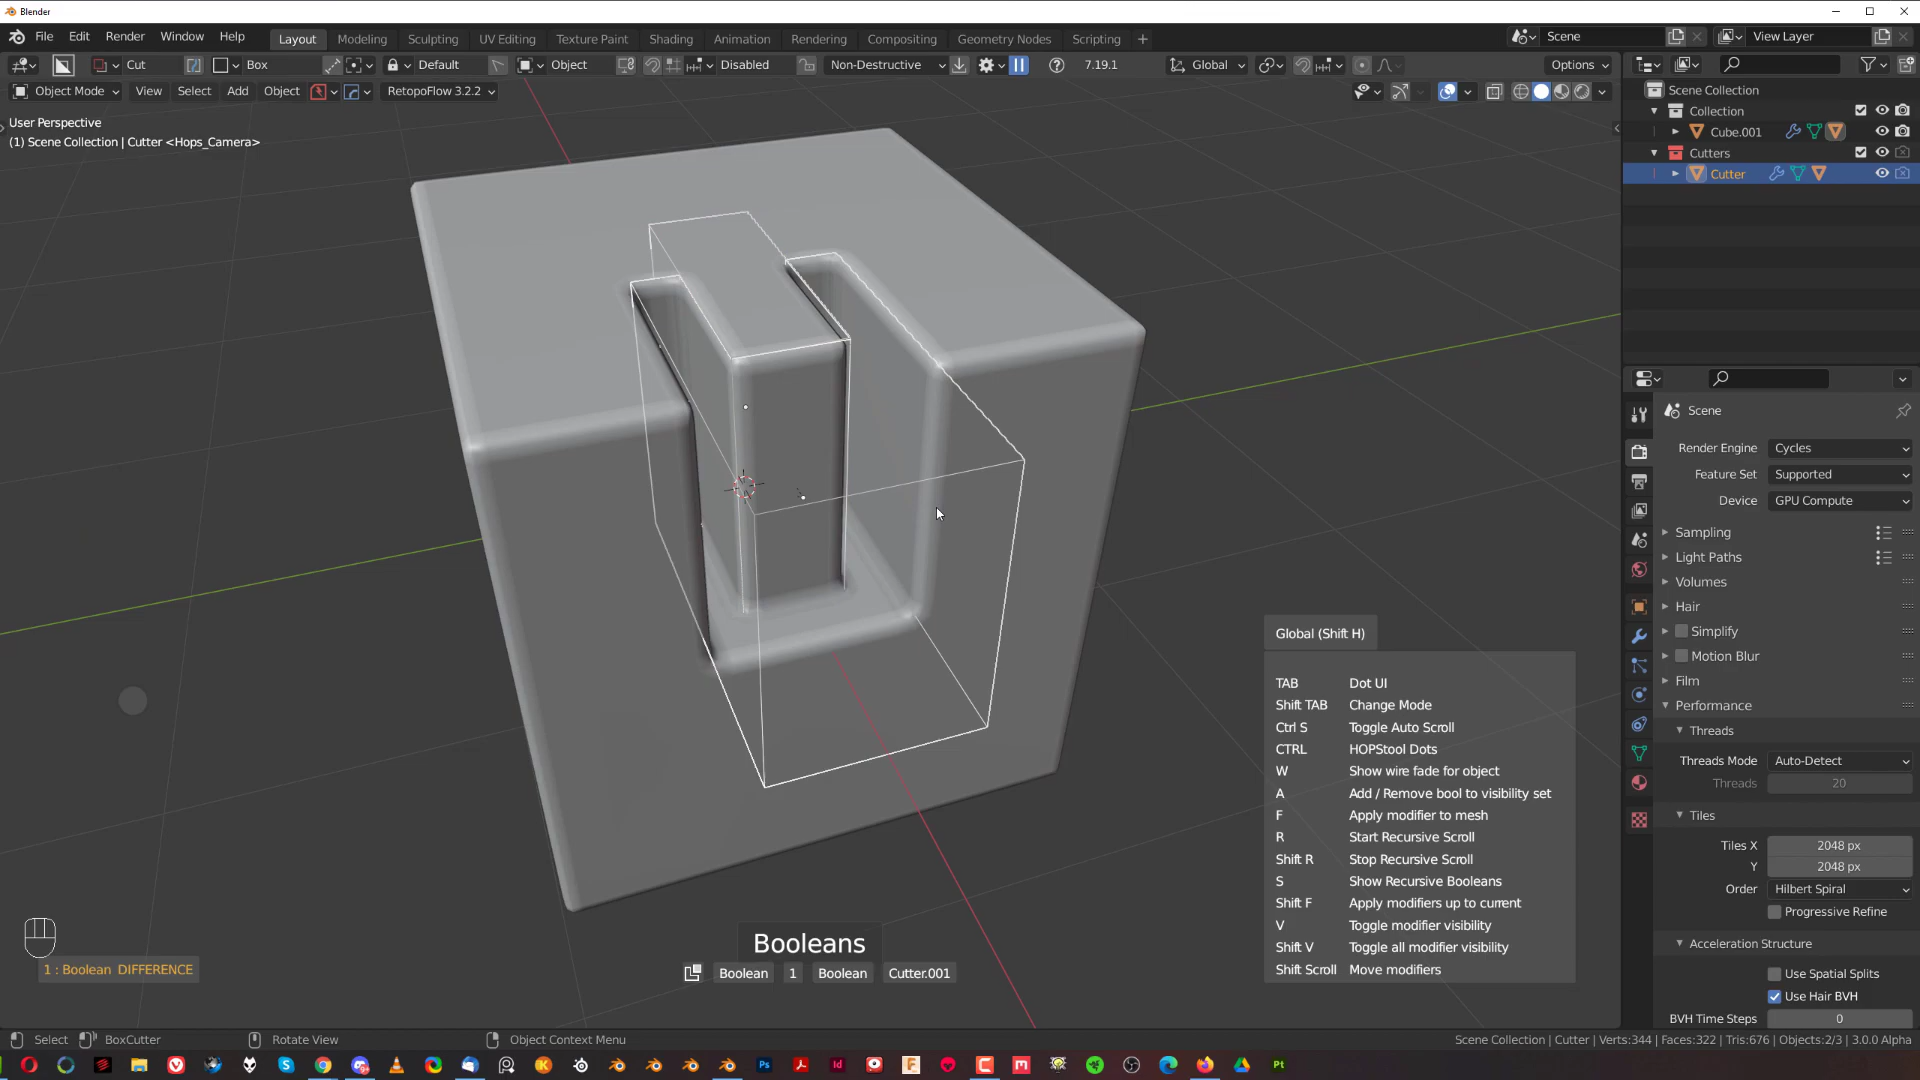 Blender
File Edit Render Window Help Layout Modeling Sculpting UV Editing Texture Paint Shading Animation Rendering Compositing Geometry Nodes Scripting + Scene View Layer
Cut Box Default Object Disabled Non-Destructive 7.19.1 Global Options
Object Mode View Select Add Object RetopoFlow 3.2.2
User Perspective
(1) Scene Collection | Cutter <Hops_Camera>
Scene Collection
Collection
Cube.001
Cutters
Cutter
Scene
Render Engine Cycles
Feature Set Supported
Device GPU Compute
Sampling
Light Paths
Volumes
Hair
Simplify
Motion Blur
Film
Performance
Threads
Threads Mode Auto-Detect
Threads 20
Tiles
Tiles X 2048 px
Y 2048 px
Order Hilbert Spiral
Progressive Refine
Acceleration Structure
Use Spatial Splits
Use Hair BVH
BVH Time Steps 0
Global (Shift H)
TAB Dot UI
Shift TAB Change Mode
Ctrl S Toggle Auto Scroll
CTRL HOPStool Dots
W Show wire fade for object
A Add / Remove bool to visibility set
F Apply modifier to mesh
R Start Recursive Scroll
Shift R Stop Recursive Scroll
S Show Recursive Booleans
Shift F Apply modifiers up to current
V Toggle modifier visibility
Shift V Toggle all modifier visibility
Shift Scroll Move modifiers
Booleans
Boolean 1 Boolean Cutter.001
1 : Boolean DIFFERENCE
Select BoxCutter Rotate View Object Context Menu Scene Collection | Cutter | Verts:344 | Faces:322 | Tris:676 | Objects:2/3 | 3.0.0 Alpha
Ps Id F m Pt